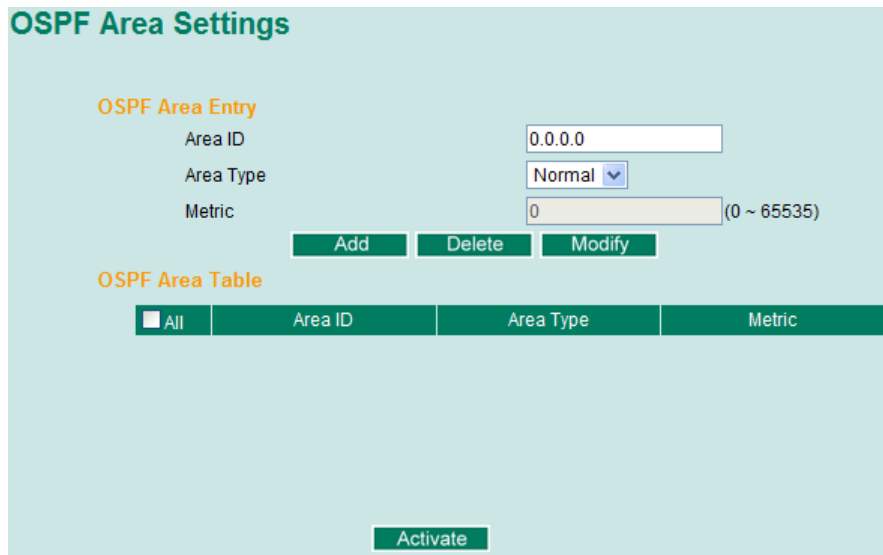 OSPF Area Settings
OSPF Area Entry
Area ID 0.0.0.0
Area Type Normal
Metric 0 (0 ~ 65535)
Add Delete Modify
OSPF Area Table
All Area ID Area Type Metric
Activate